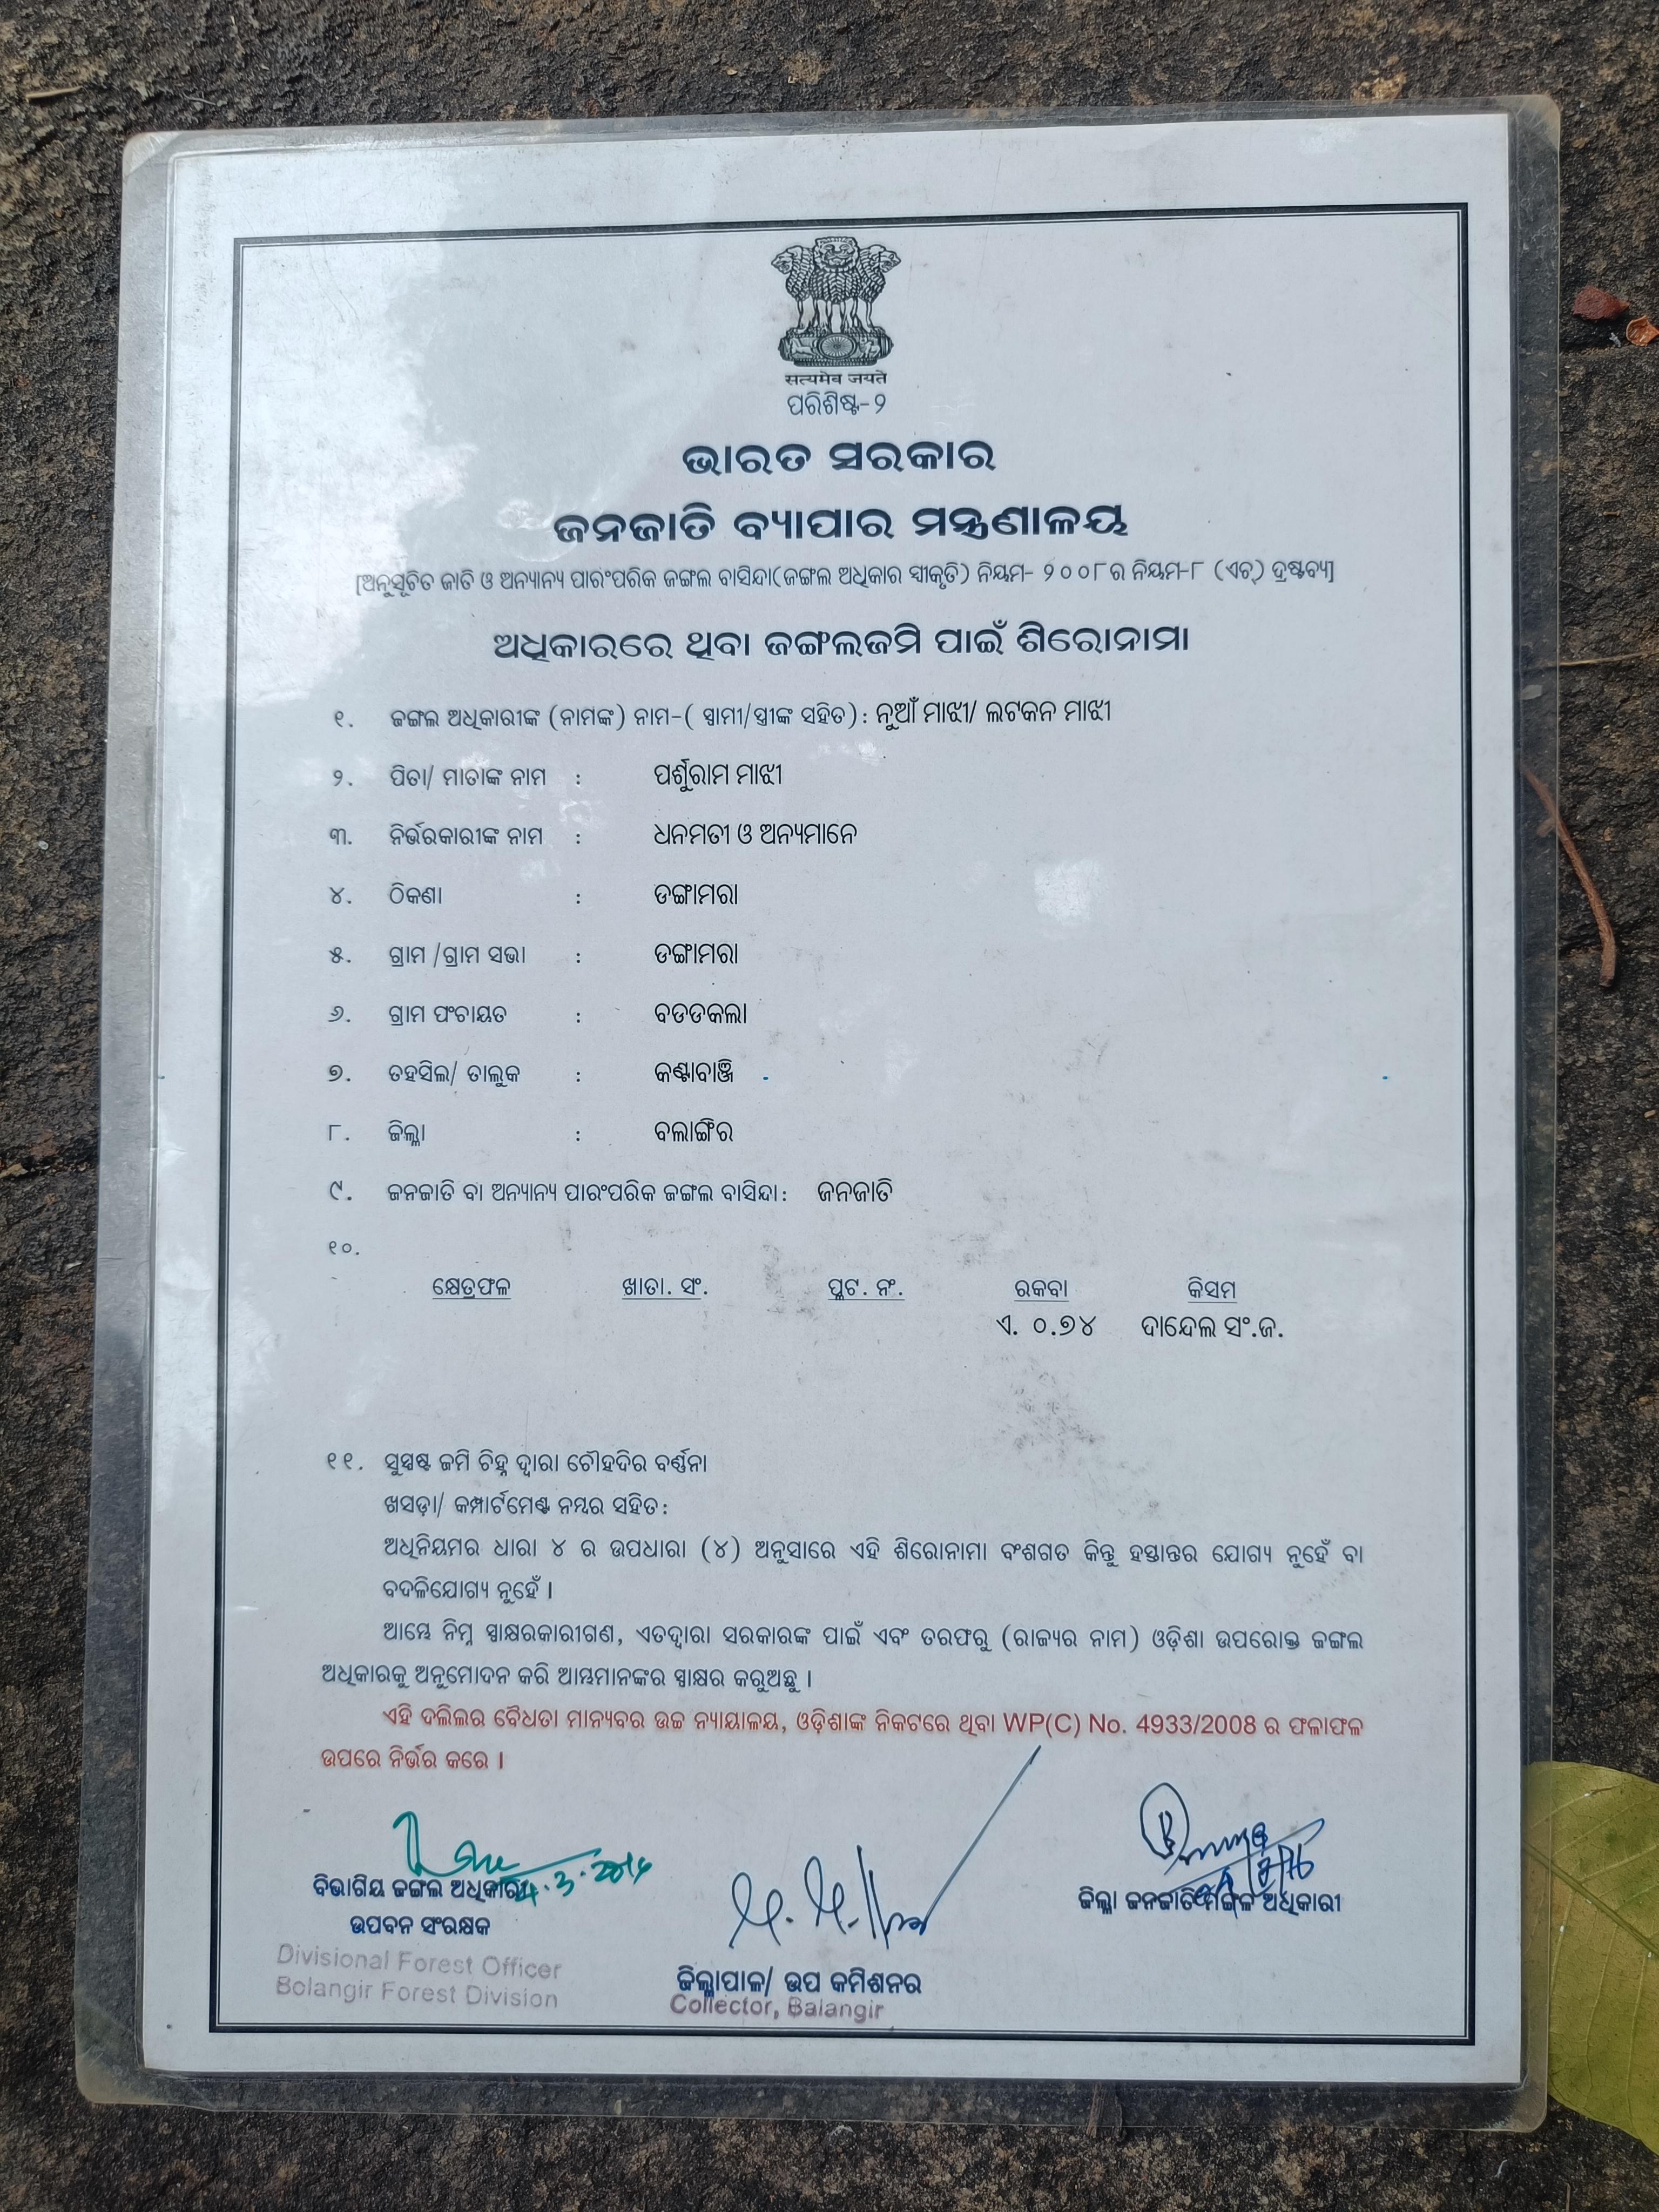 सत्यमेव जयते
ପରିଶିଷ୍ଟ-୨
ଭାରତ ସରକାର
ଜନଜାତି ବ୍ୟାପାର ମନ୍ତ୍ରଣାଳୟ
[ଅନୁସୂଚିତ ଜାତି ଓ ଅନ୍ୟାନ୍ୟ ପାରଂପରିକ ଜଙ୍ଗଲ ବାସିନ୍ଦା(ଜଙ୍ଗଲ ଅଧିକାର ସ୍ୱୀକୃତି) ନିୟମ- ୨୦୦୮ର ନିୟମ-୮ (ଏଚ୍) ଦ୍ରଷ୍ଟବ୍ୟ]
ଅଧିକାରରେ ଥିବା ଜଙ୍ଗଲଜମି ପାଇଁ ଶିରୋନାମା
୧. ଜଙ୍ଗଲ ଅଧିକାରୀଙ୍କ (ନାମଙ୍କ) ନାମ-( ସ୍ୱାମୀ/ସ୍ତ୍ରୀଙ୍କ ସହିତ): ନୁଆଁ ମାଝୀ/ ଲଟକନ ମାଝୀ
୨. ପିତା/ ମାତାଙ୍କ ନାମ : ପର୍ଶୁରାମ ମାଝୀ
୩. ନିର୍ଭରକାରୀଙ୍କ ନାମ : ଧନମତୀ ଓ ଅନ୍ୟମାନେ
୪. ଠିକଣା : ଡଙ୍ଗାମରା
୫. ଗ୍ରାମ /ଗ୍ରାମ ସଭା : ଡଙ୍ଗାମରା
୬. ଗ୍ରାମ ପଂଚାୟତ : ବଡଡକଲା
୭. ତହସିଲ/ ତାଲୁକ : କଣ୍ଟାବାଞ୍ଜି
୮. ଜିଲ୍ଲା : ବଲାଙ୍ଗିର
୯. ଜନଜାତି ବା ଅନ୍ୟାନ୍ୟ ପାରଂପରିକ ଜଙ୍ଗଲ ବାସିନ୍ଦା: ଜନଜାତି
୧୦.
କ୍ଷେତ୍ରଫଳ ଖାତା. ସଂ. ପ୍ଲଟ. ନଂ. ରକବା କିସମ
ଏ. ୦.୭୪ ଦାନ୍ଦେଲ ସଂ.ଜ.
୧୧. ସୁସ୍ପଷ୍ଟ ଜମି ଚିହ୍ନ ଦ୍ୱାରା ଚୌହଦିର ବର୍ଣ୍ଣନା
ଖସଡ଼ା/ କମ୍ପାର୍ଟମେଣ୍ଟ ନମ୍ବର ସହିତ:
ଅଧିନିୟମର ଧାରା ୪ ର ଉପଧାରା (୪) ଅନୁସାରେ ଏହି ଶିରୋନାମା ବଂଶଗତ କିନ୍ତୁ ହସ୍ତାନ୍ତର ଯୋଗ୍ୟ ନୁହେଁ ବା
ବଦଳିଯୋଗ୍ୟ ନୁହେଁ ।
ଆମ୍ଭେ ନିମ୍ନ ସ୍ୱାକ୍ଷରକାରୀଗଣ, ଏତଦ୍ୱାରା ସରକାରଙ୍କ ପାଇଁ ଏବଂ ତରଫରୁ (ରାଜ୍ୟର ନାମ) ଓଡ଼ିଶା ଉପରୋକ୍ତ ଜଙ୍ଗଲ
ଅଧିକାରକୁ ଅନୁମୋଦନ କରି ଆମ୍ଭମାନଙ୍କର ସ୍ୱାକ୍ଷର କରୁଅଛୁ ।
ଏହି ଦଲିଲର ବୈଧତା ମାନ୍ୟବର ଉଚ୍ଚ ନ୍ୟାୟାଳୟ, ଓଡ଼ିଶାଙ୍କ ନିକଟରେ ଥିବା WP(C) No. 4933/2008 ର ଫଳାଫଳ
ଉପରେ ନିର୍ଭର କରେ ।
ବିଭାଗିୟ ଜଙ୍ଗଲ ଅଧିକାରୀ
ଜିଲ୍ଲା ଜନଜାତି ମଙ୍ଗଳ ଅଧିକାରୀ
ଉପବନ ସଂରକ୍ଷକ
Divisional Forest Officer
Bolangir Forest Division
ଜିଲ୍ଲାପାଳ/ ଉପ କମିଶନର
Collector, Balangir